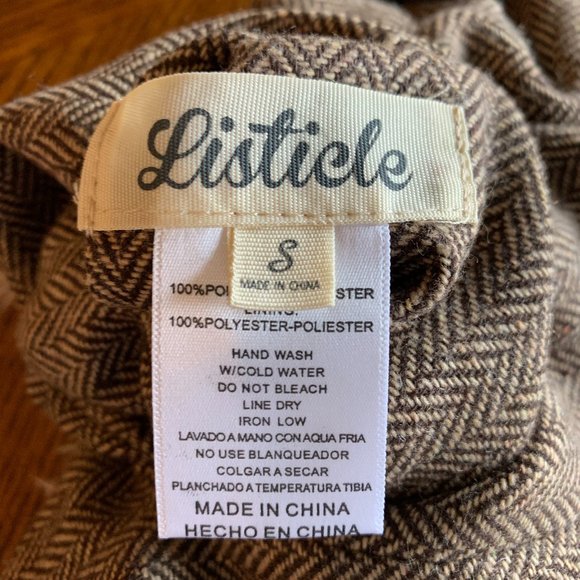 Listicle
S
MADE IN CHINA
100%PO STER
LINING:
100%POLYESTER-POLIESTER
HAND WASH
W/COLD WATER
DO NOT BLEACH
LINE DRY
IRON LOW
LAVADO A MANO CON AQUA FRIA
NO USE BLANQUEADOR
COLGAR A SECAR
PLANCHADO A TEMPERATURA TIBIA
MADE IN CHINA
HECHO EN CHINA